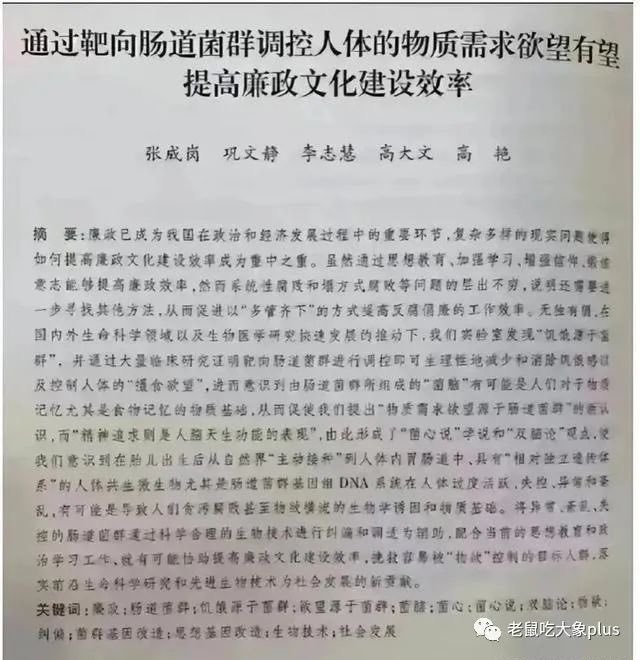 通过靶向肠道菌群调控人体的物质需求欲望有望
提高廉政文化建设效率
张成岗 巩文静 李志慧 高大文 高 艳
摘 要:廉政已成为我国在政治和经济发展过程中的重要环节,复杂多样的现实问题使得
如何提高廉政文化建设效率成为重中之重。虽然通过思想教育、加强学习、增强信仰、锻炼
意志能够提高廉政效率,然而系统性腐败和塌方式腐败等问题的层出不穷,说明还需要进
一步寻找其他方法,从而促进以“多管齐下”的方式提高反腐倡廉的工作效率。无独有偶,在
国内外生命科学领域以及生物医学研究快速发展的推动下,我们实验室发现“饥饿源于菌
群”,并通过大量临床研究证明靶向肠道菌群进行调控即可生理性地减少和消除饥饿感以
及控制人体的“摄食欲望”,进而意识到由肠道菌群所组成的“菌脑”有可能是人们对于物质
记忆尤其是食物记忆的物质基础,从而促使我们提出“物质需求欲望源于肠道菌群”的新认
识,而“精神追求则是人脑天生功能的表现”,由此形成了“菌心说”学说和“双脑论”观点,使
我们意识到在胎儿出生后从自然界“主动接种”到人体内胃肠道中、具有“相对独立遗传体
系”的人体共生微生物尤其是肠道菌群基因组DNA系统在人体过度活跃、失控、异常和紊
乱,有可能是导致人们贪污腐败甚至物欲横流的生物学诱因和物质基础。将异常、紊乱、失
控的肠道菌群通过科学合理的生物技术进行纠偏和调适为辅助,配合当前的思想教育和政
治学习工作,就有可能协助提高廉政文化建设效率,挽救容易被“物欲”控制的目标人群,落
实前沿生命科学研究和先进生物技术为社会发展的新贡献。
关键词:廉政;肠道菌群;饥饿源于菌群;欲望源于菌群;菌脑;菌心;菌心说;双脑论;物欲;
纠偏;菌群基因改造;思想基因改造;生物技术;社会发展
老鼠吃大象plus